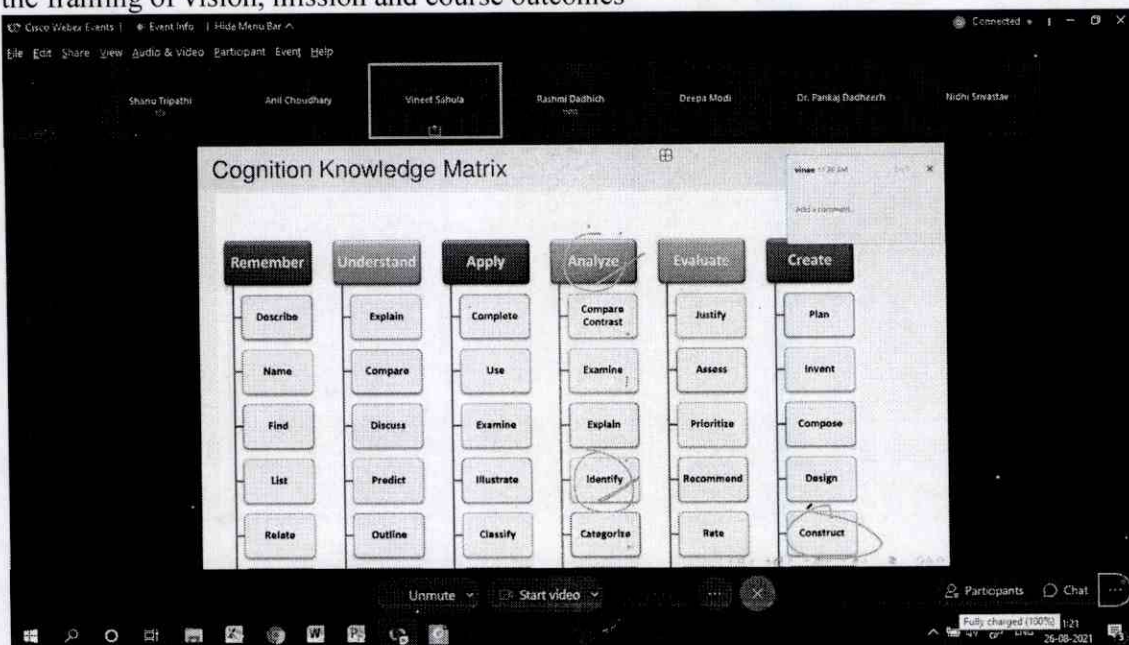 the framing of vision, mission and course outcomes
Cisco Webex Events | Event Info | Hide Menu Bar
Connected
File Edit Share View Audio & Video Participant Event Help
Shanu Tripathi Anil Choudhary Vineet Sahula Rashmi Dadhich Deepa Modi Dr. Pankaj Dadheech Nidhi Srivastav
Cognition Knowledge Matrix
Add a comment...
Remember Understand Apply Analyze Evaluate Create
Describe Explain Complete Compare Contrast Justify Plan
Name Compare Use Examine Assess Invent
Find Discuss Examine Explain Prioritize Compose
List Predict Illustrate Identify Recommend Design
Relate Outline Classify Categorize Rate Construct
Unmute Start video
Participants Chat
Fully charged (100%)
1:21
ENG
26-08-2021